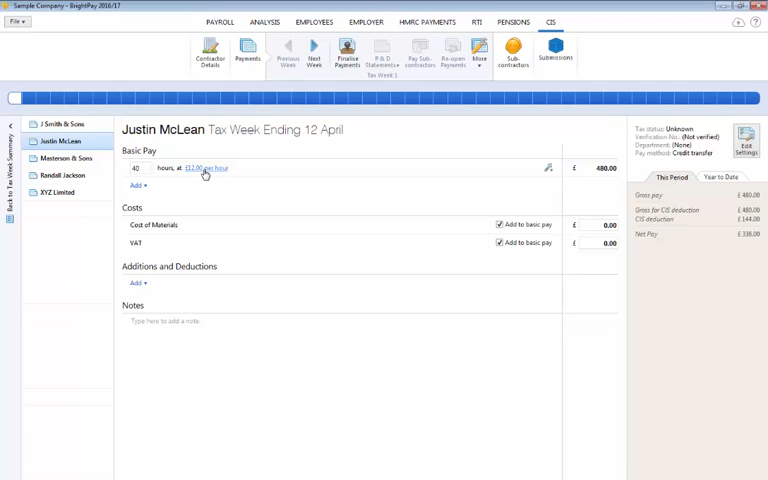 Sample Company - BrightPay 2016/17
File
PAYROLL ANALYSIS EMPLOYEES EMPLOYER HMRC PAYMENTS RTI PENSIONS CIS
Contractor Details
Payments
Previous Week
Next Week
Finalise Payments
P & D Statements
Pay Sub-contractors
Re-open Payments
More
Tax Week 1
Sub-contractors
Submissions
Back to Tax Week Summary
J Smith & Sons
Justin McLean
Masterson & Sons
Randall Jackson
XYZ Limited
Justin McLean Tax Week Ending 12 April
Basic Pay
40 hours, at £12.00 per hour £ 480.00
Add
Costs
Cost of Materials Add to basic pay £ 0.00
VAT Add to basic pay £ 0.00
Additions and Deductions
Add
Notes
Type here to add a note.
Tax status: Unknown
Verification No.: (Not verified)
Department: (None)
Pay method: Credit transfer
Edit Settings
This Period Year to Date
Gross pay £ 480.00
Gross for CIS deduction £ 480.00
CIS deduction £ 144.00
Net Pay £ 336.00